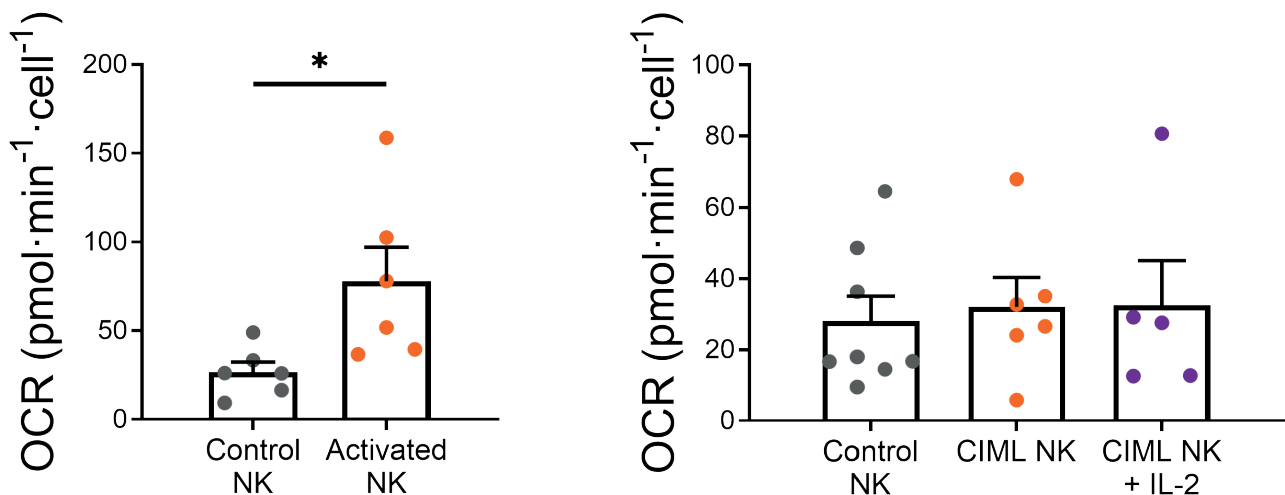 OCR (pmol·min⁻¹·cell⁻¹)
200
150
100
50
0
*
Control
NK
Activated
NK
OCR (pmol·min⁻¹·cell⁻¹)
100
80
60
40
20
0
Control
NK
CIML NK
CIML NK
+ IL-2